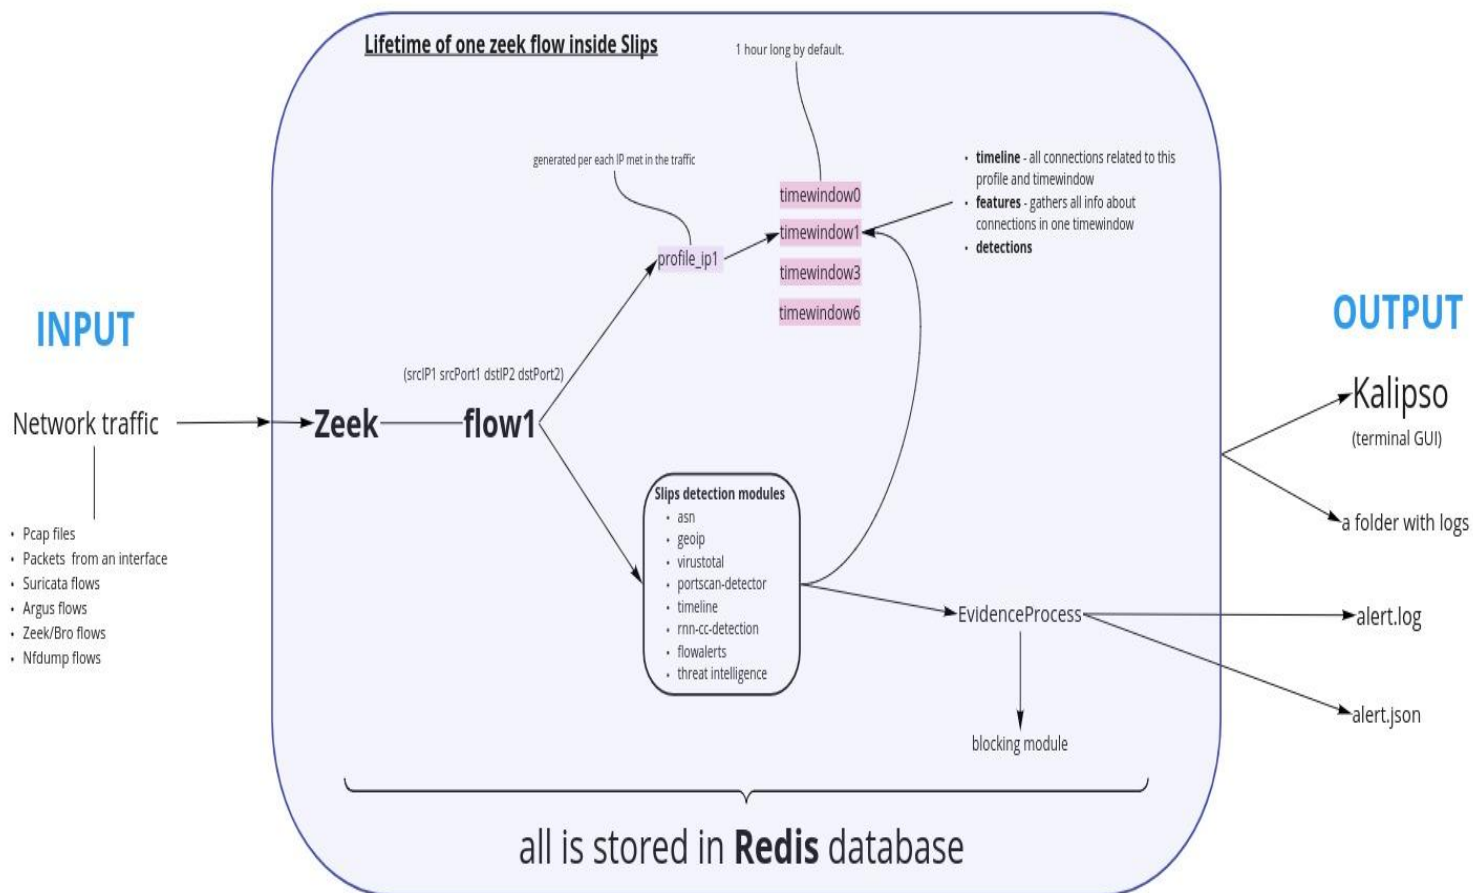 Lifetime of one zeek flow inside Slips
1 hour long by default.
generated per each IP met in the traffic
timewindow0
timewindow1
timewindow3
timewindow6
• timeline - all connections related to this
profile and timewindow
• features - gathers all info about
connections in one timewindow
• detections
profile_ip1
INPUT
Network traffic
• Pcap files
• Packets from an interface
• Suricata flows
• Argus flows
• Zeek/Bro flows
• Nfdump flows
(srcIP1 srcPort1 dstIP2 dstPort2)
Zeek
flow1
Slips detection modules
• asn
• geoip
• virustotal
• portscan-detector
• timeline
• rnn-cc-detection
• flowalerts
• threat intelligence
EvidenceProcess
blocking module
OUTPUT
Kalipso
(terminal GUI)
a folder with logs
alert.log
alert.json
all is stored in Redis database